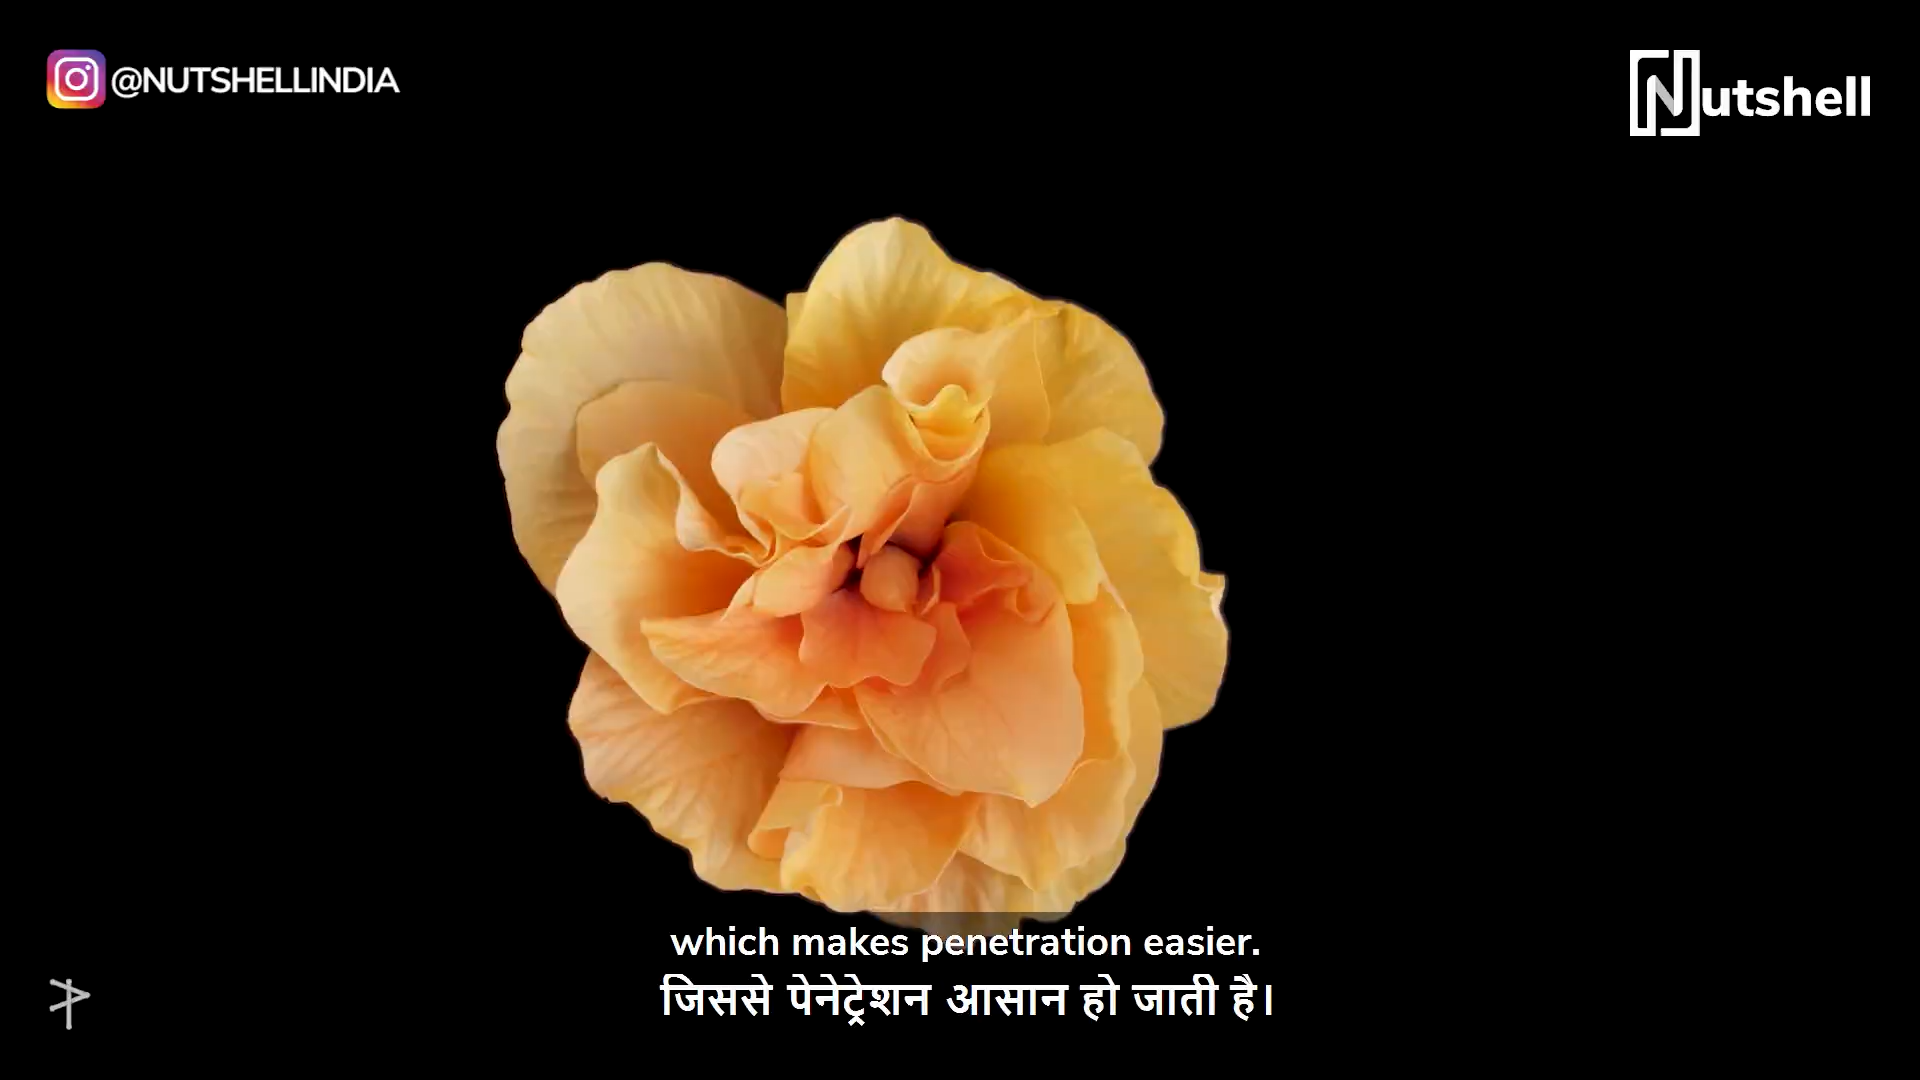 @NUTSHELLINDIA
Nutshell
which makes penetration easier.
जिससे पेनेट्रेशन आसान हो जाती है।